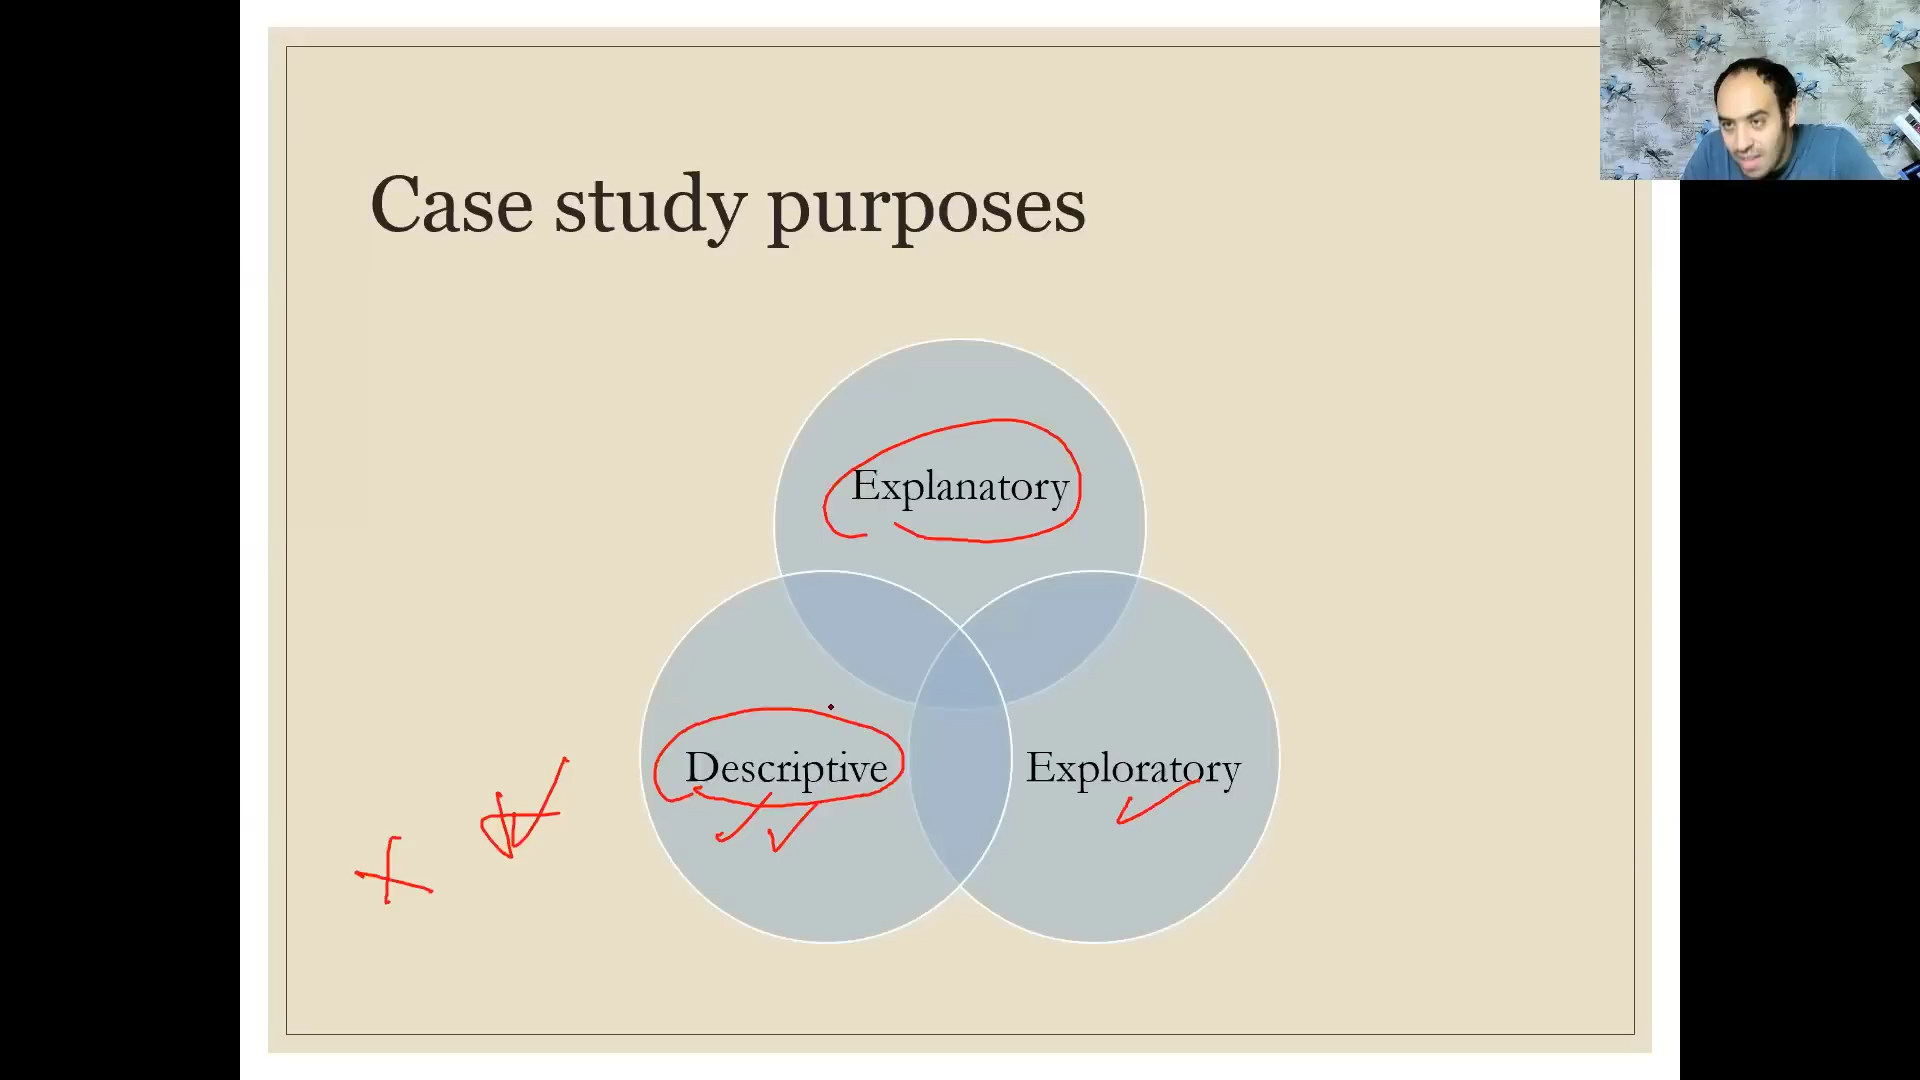 Case study purposes
Explanatory
Descriptive
Exploratory